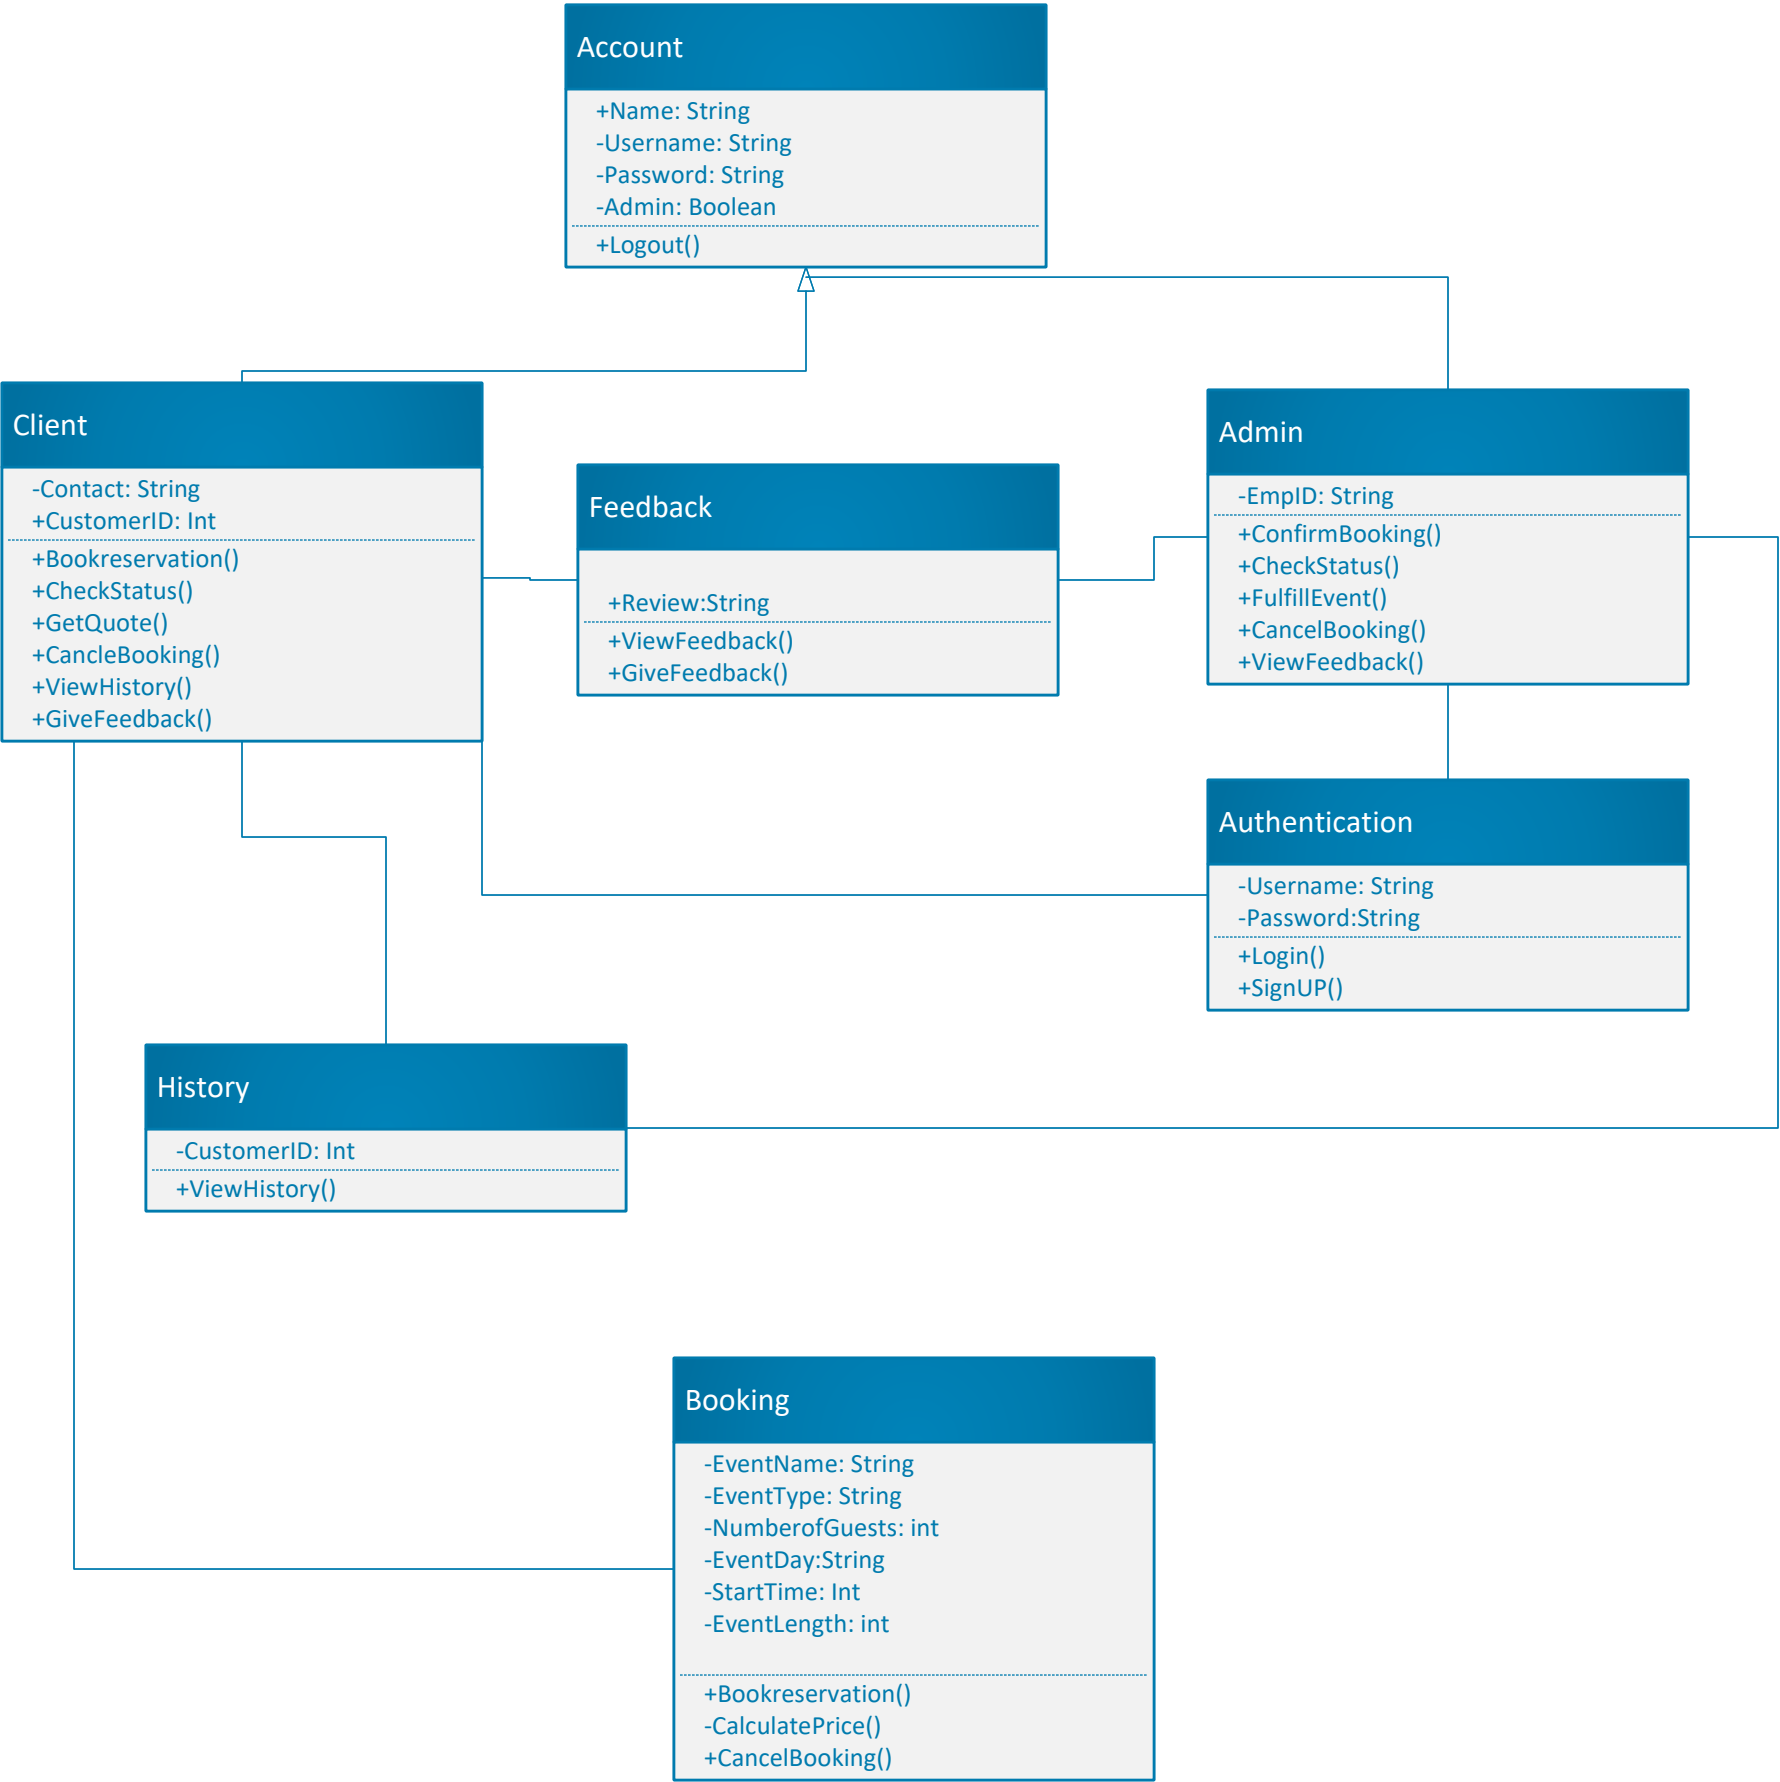 Account
+Name: String
-Username: String
-Password: String
-Admin: Boolean
+Logout()
Client
-Contact: String
+CustomerID: Int
+Bookreservation()
+CheckStatus()
+GetQuote()
+CancleBooking()
+ViewHistory()
+GiveFeedback()
Feedback
+Review:String
+ViewFeedback()
+GiveFeedback()
Admin
-EmpID: String
+ConfirmBooking()
+CheckStatus()
+FulfillEvent()
+CancelBooking()
+ViewFeedback()
Authentication
-Username: String
-Password:String
+Login()
+SignUP()
History
-CustomerID: Int
+ViewHistory()
Booking
-EventName: String
-EventType: String
-NumberofGuests: int
-EventDay:String
-StartTime: Int
-EventLength: int
+Bookreservation()
-CalculatePrice()
+CancelBooking()